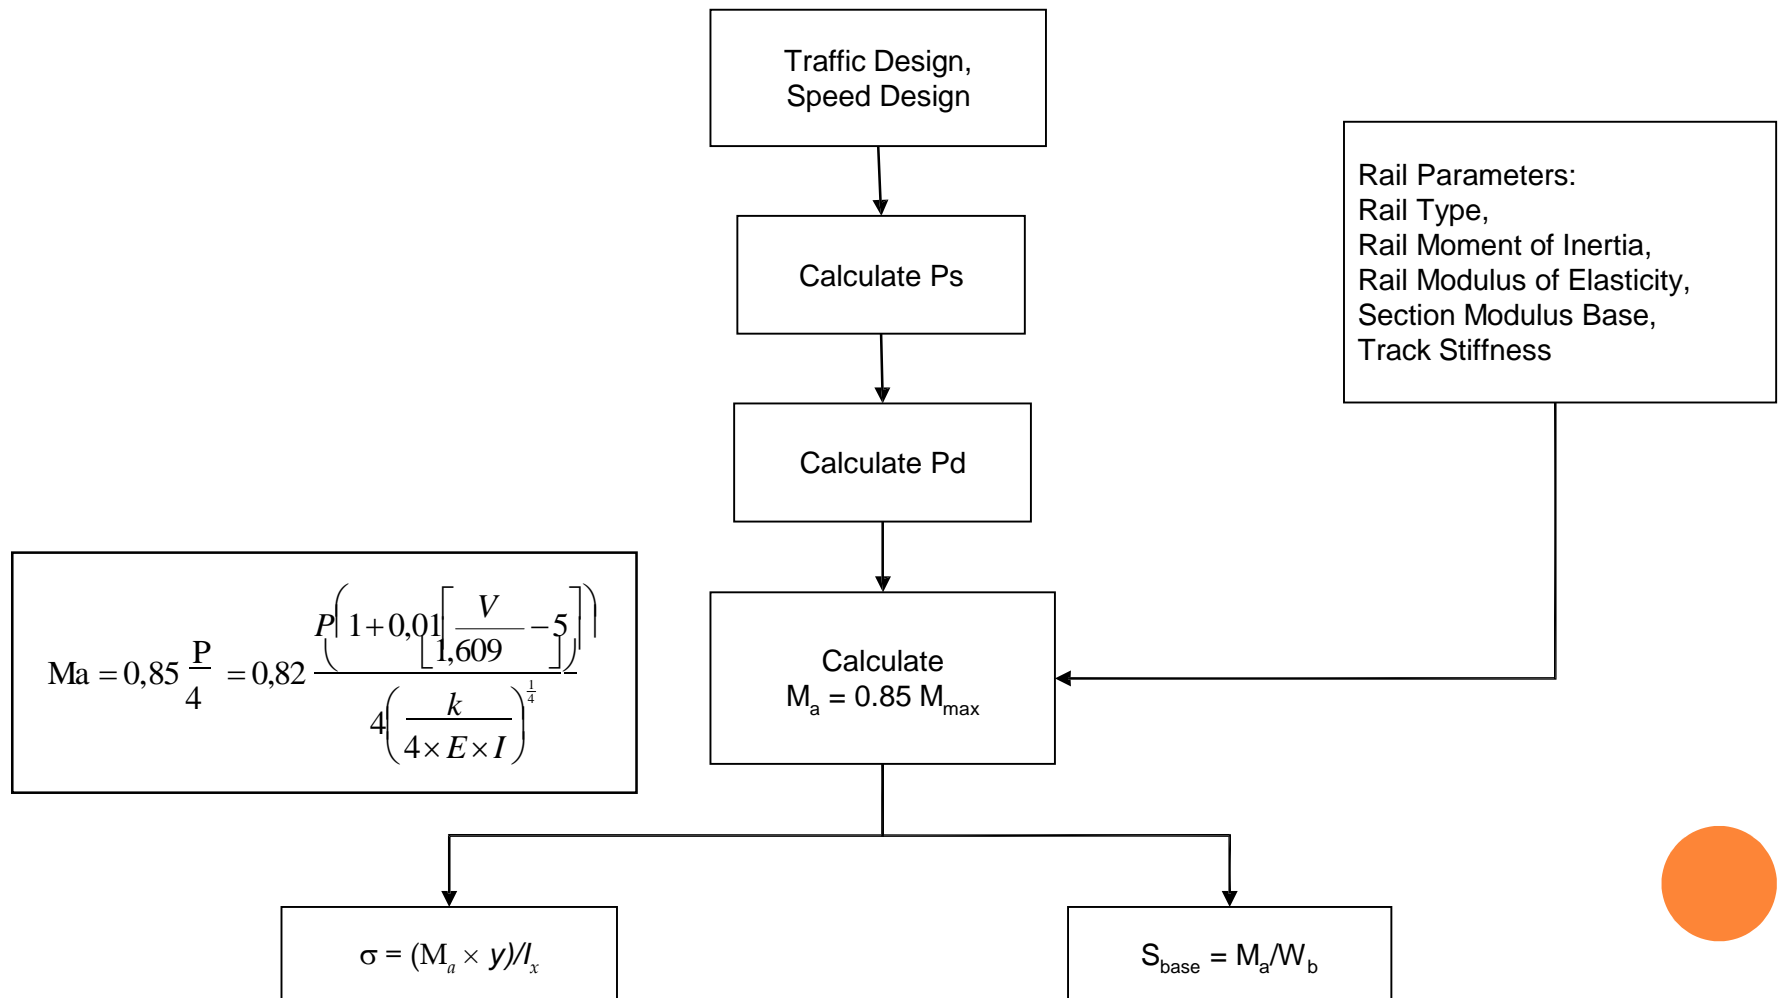 Traffic Design,
Speed Design
Rail Parameters:
Rail Type,
Rail Moment of Inertia,
Rail Modulus of Elasticity,
Section Modulus Base,
Track Stiffness
Calculate Ps
Calculate Pd
Ma = 0,85 P/4 = 0,82 P(1+0,01[V/1,609 −5]) / 4(k/(4×E×I))^¼
Calculate
Mₐ = 0.85 Mₘₐₓ
σ = (Mₐ × y)/Iₓ
S_base = Mₐ/W_b